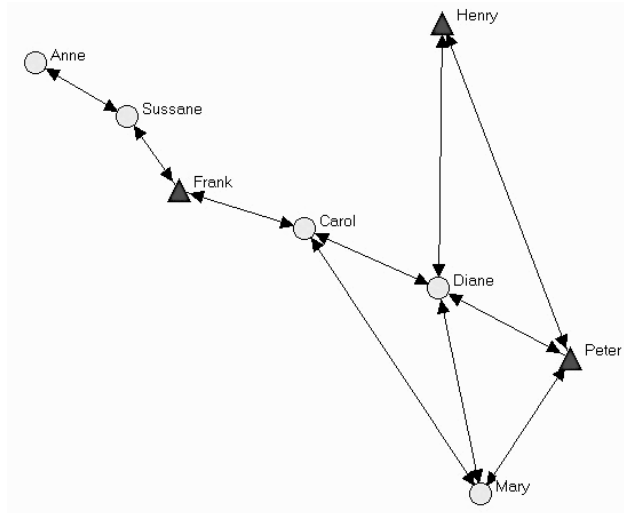 Henry
Anne
Sussane
Frank
Carol
Diane
Peter
Mary